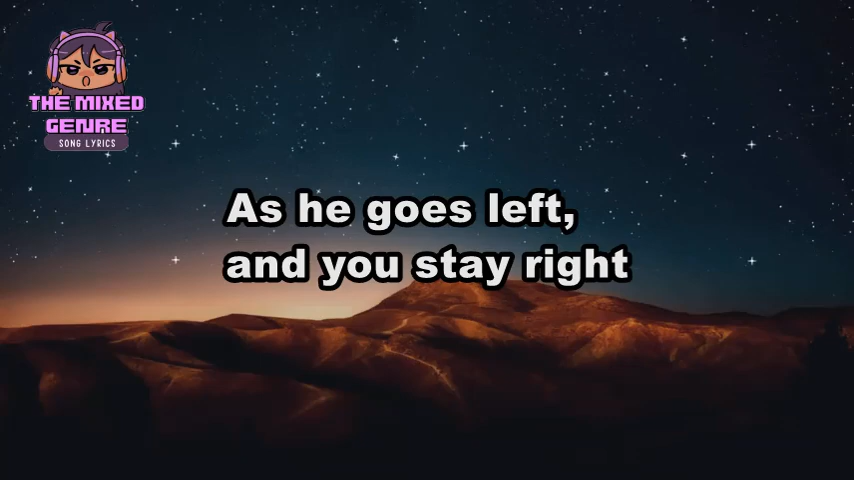 THE MIXED
GENRE
SONG LYRICS
As he goes left,
and you stay right